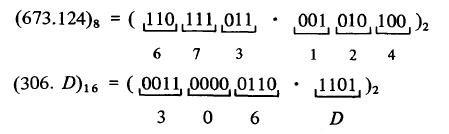 (673.124)₈ = ( 110 111 011 · 001 010 100 )₂
6 7 3 1 2 4
(306. D)₁₆ = ( 0011 0000 0110 · 1101 )₂
3 0 6 D